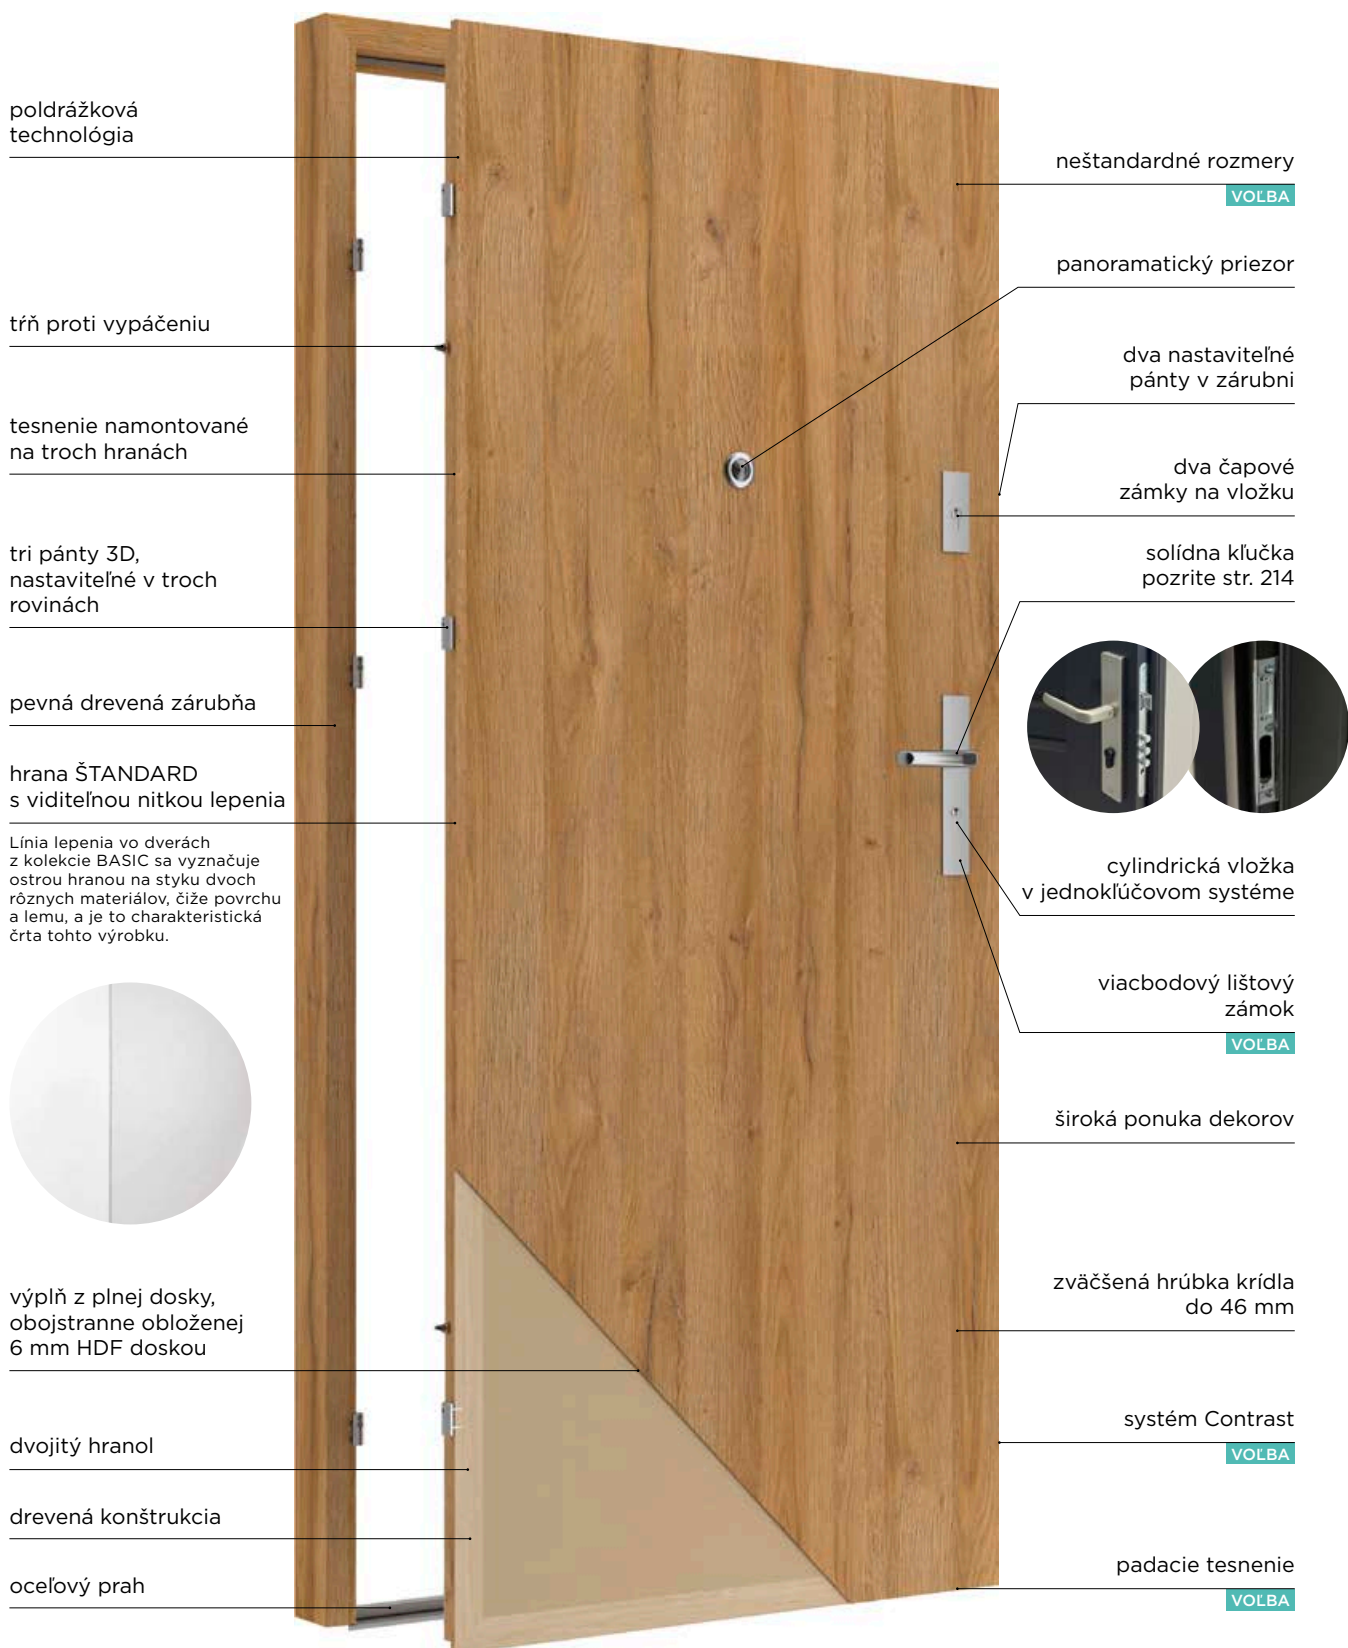 poldrážková
technológia
tŕň proti vypáčeniu
tesnenie namontované
na troch hranách
tri pánty 3D,
nastaviteľné v troch
rovinách
pevná drevená zárubňa
hrana ŠTANDARD
s viditeľnou nitkou lepenia
Línia lepenia vo dverách
z kolekcie BASIC sa vyznačuje
ostrou hranou na styku dvoch
rôznych materiálov, čiže povrchu
a lemu, a je to charakteristická
črta tohto výrobku.
výplň z plnej dosky,
obojstranne obloženej
6 mm HDF doskou
dvojitý hranol
drevená konštrukcia
oceľový prah
neštandardné rozmery
VOĽBA
panoramatický priezor
dva nastaviteľné
pánty v zárubni
dva čapové
zámky na vložku
solídna kľučka
pozrite str. 214
cylindrická vložka
v jednokľúčovom systéme
viacbodový lištový
zámok
VOĽBA
široká ponuka dekorov
zväčšená hrúbka krídla
do 46 mm
systém Contrast
VOĽBA
padacie tesnenie
VOĽBA